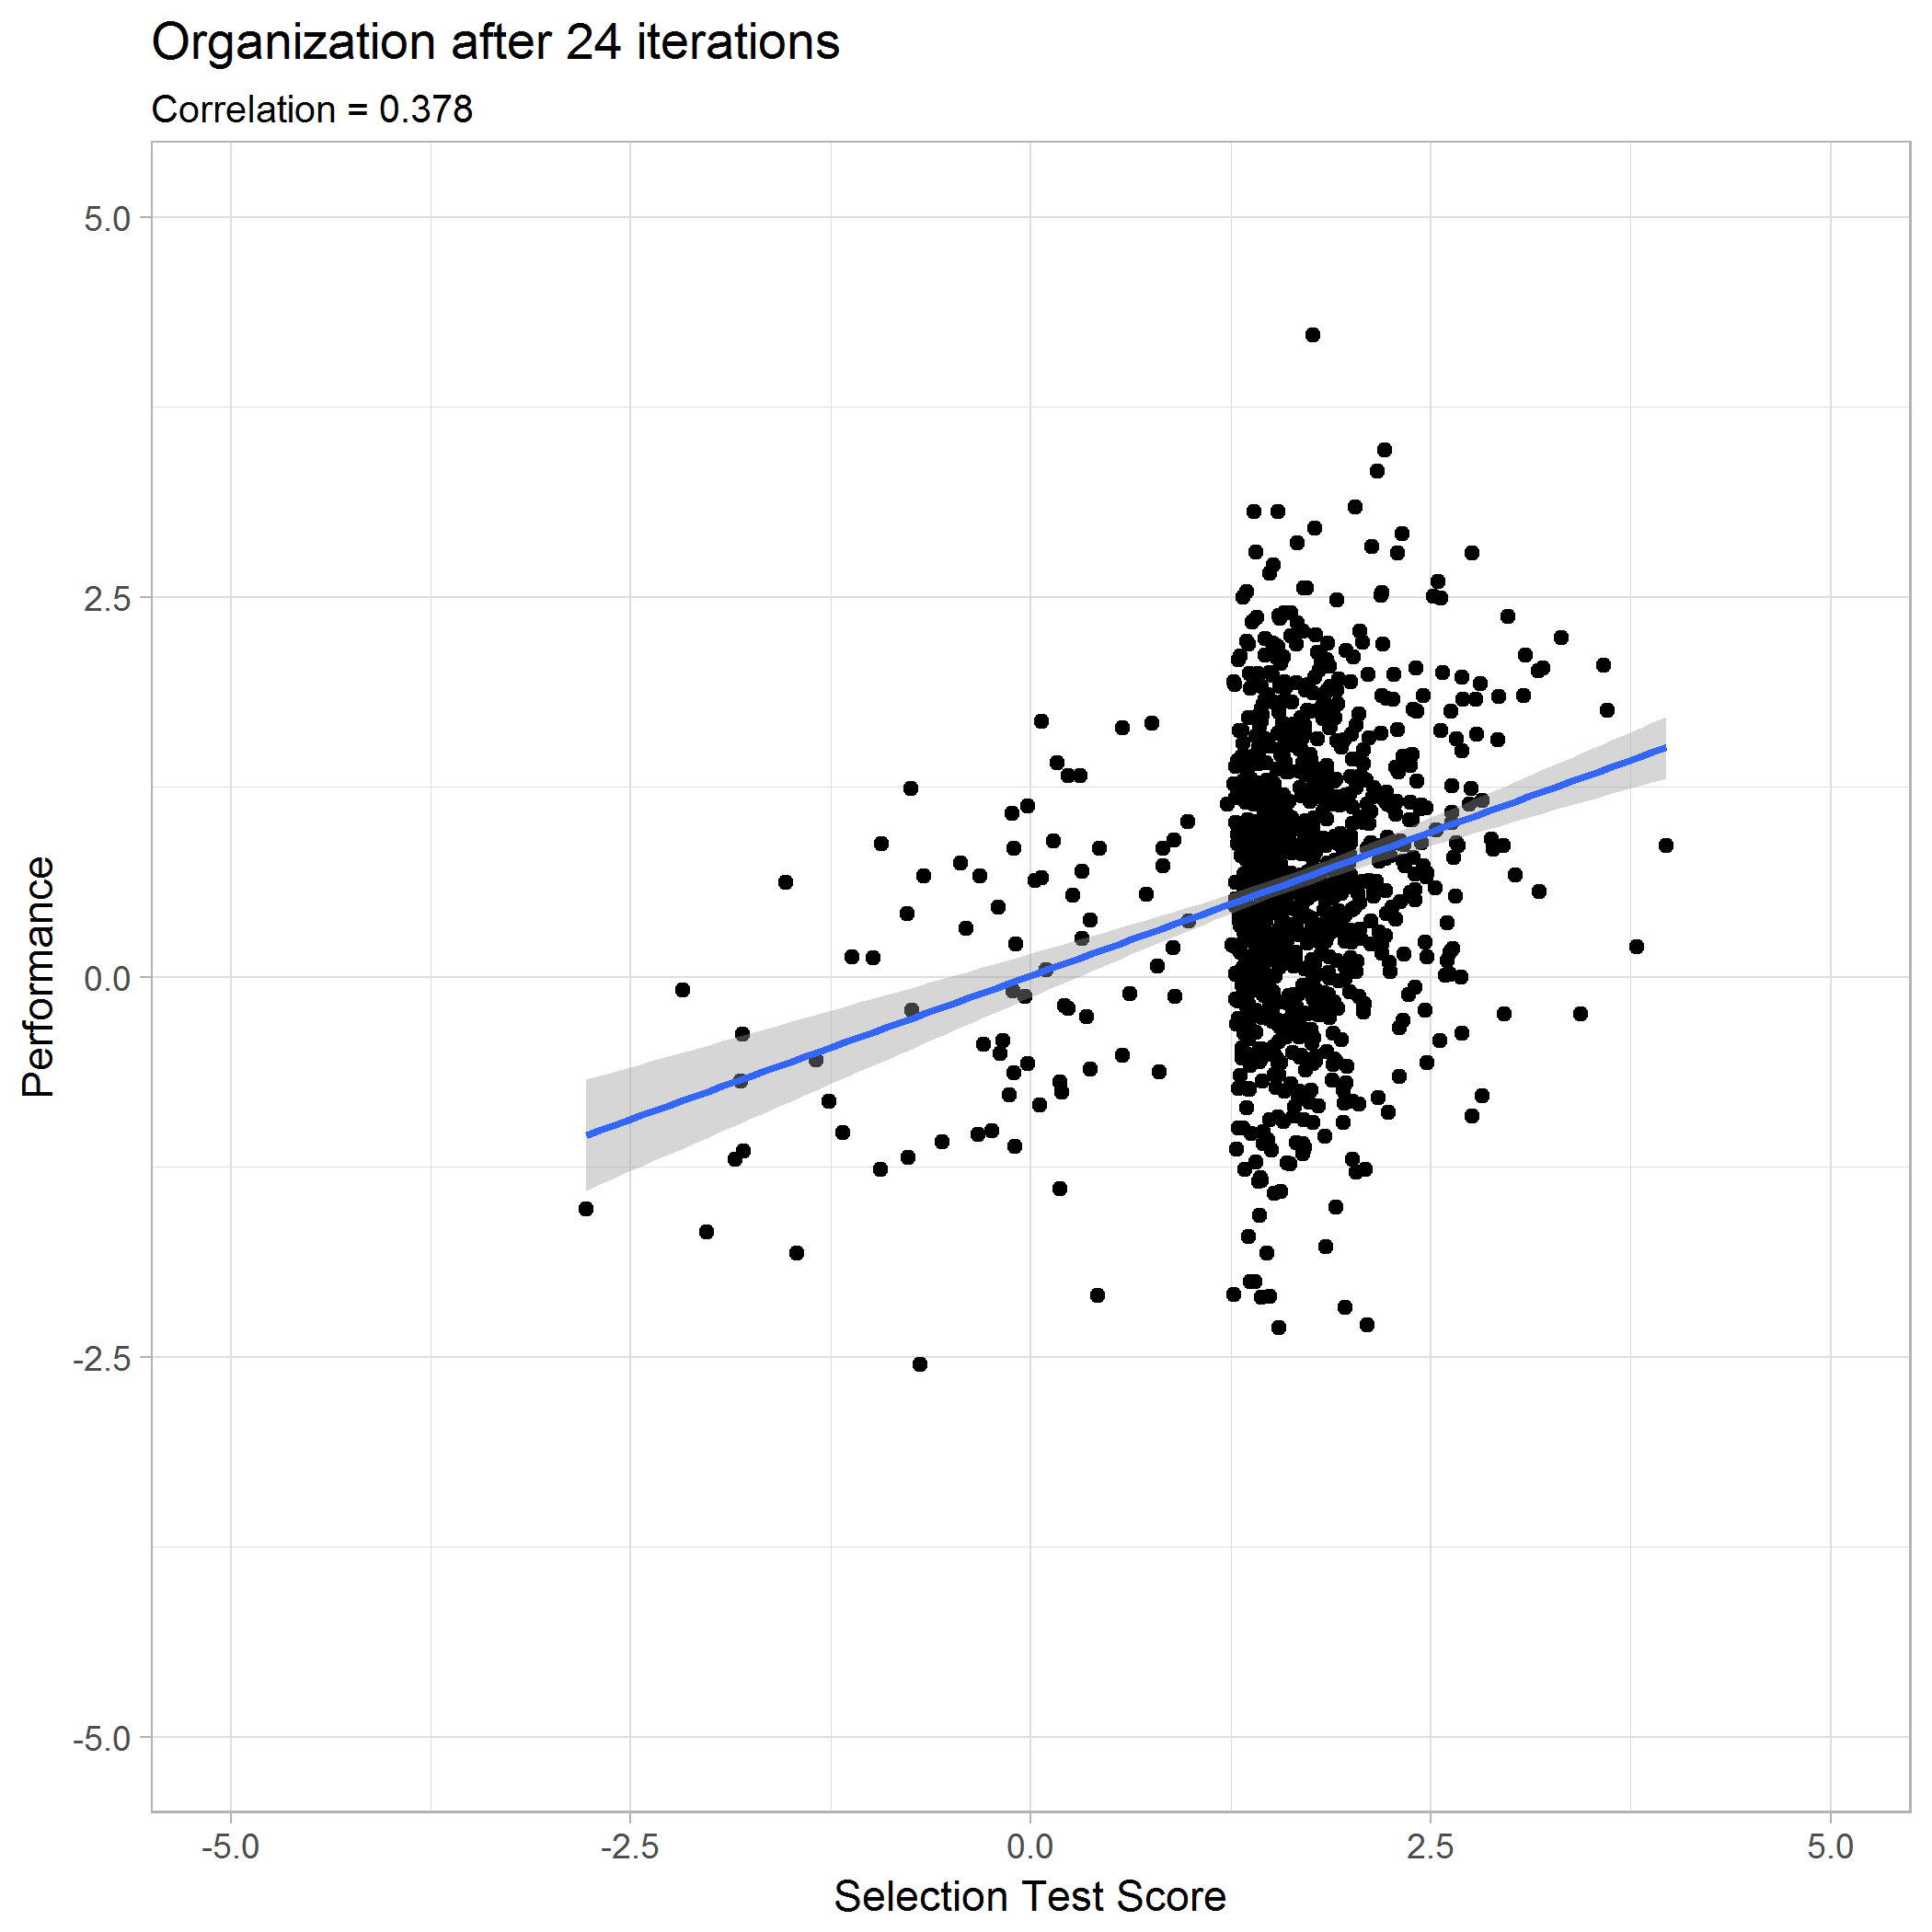 Organization after 24 iterations
Correlation = 0.378
5.0
2.5
0.0
-2.5
-5.0
Performance
-5.0 -2.5 0.0 2.5 5.0
Selection Test Score